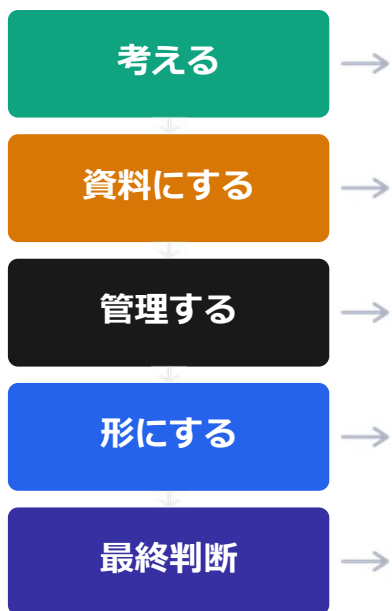 考える
資料にする
管理する
形にする
最終判断